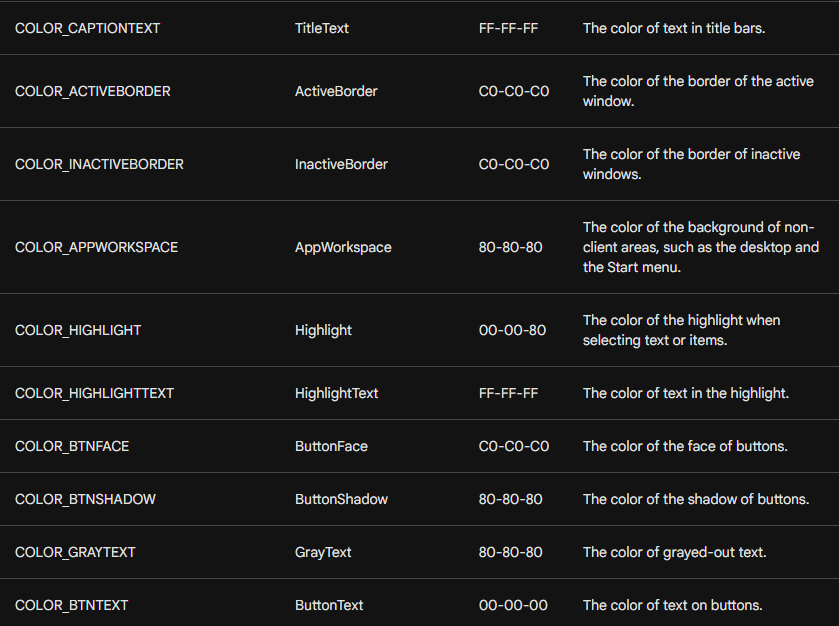 COLOR_CAPTIONTEXT TitleText FF-FF-FF The color of text in title bars.
COLOR_ACTIVEBORDER ActiveBorder C0-C0-C0 The color of the border of the active
window.
COLOR_INACTIVEBORDER InactiveBorder C0-C0-C0 The color of the border of inactive
windows.
COLOR_APPWORKSPACE AppWorkspace 80-80-80 The color of the background of non-
client areas, such as the desktop and
the Start menu.
COLOR_HIGHLIGHT Highlight 00-00-80 The color of the highlight when
selecting text or items.
COLOR_HIGHLIGHTTEXT HighlightText FF-FF-FF The color of text in the highlight.
COLOR_BTNFACE ButtonFace C0-C0-C0 The color of the face of buttons.
COLOR_BTNSHADOW ButtonShadow 80-80-80 The color of the shadow of buttons.
COLOR_GRAYTEXT GrayText 80-80-80 The color of grayed-out text.
COLOR_BTNTEXT ButtonText 00-00-00 The color of text on buttons.